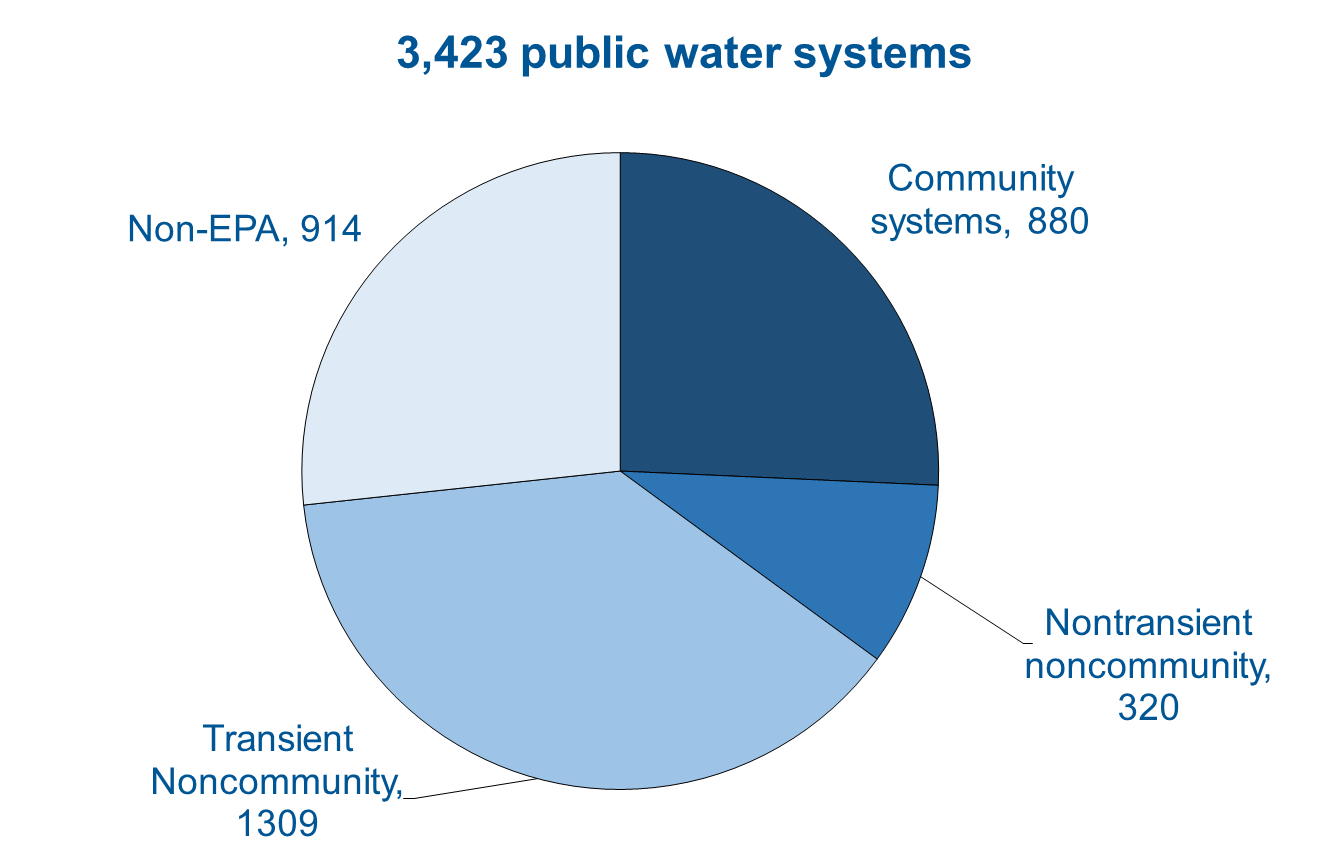 3,423 public water systems
Community
systems, 880
Non-EPA, 914
Nontransient
noncommunity,
320
Transient
Noncommunity,
1309